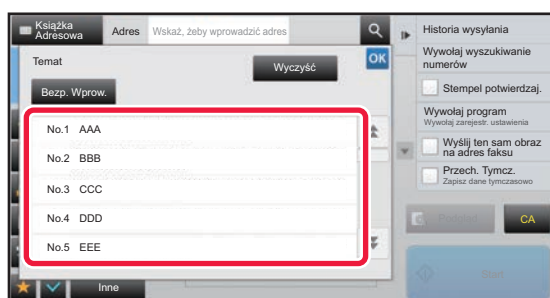 Książka
Adresowa
Adres
Wskaż, żeby wprowadzić adres
Temat
Wyczyść
OK
Bezp. Wprow.
No.1 AAA
No.2 BBB
No.3 CCC
No.4 DDD
No.5 EEE
Inne
Historia wysyłania
Wywołaj wyszukiwanie
numerów
Stempel potwierdzaj.
Wywołaj program
Wywołaj zarejestr. ustawienia
Wyślij ten sam obraz
na adres faksu
Przech. Tymcz.
Zapisz dane tymczasowo
CA
Start